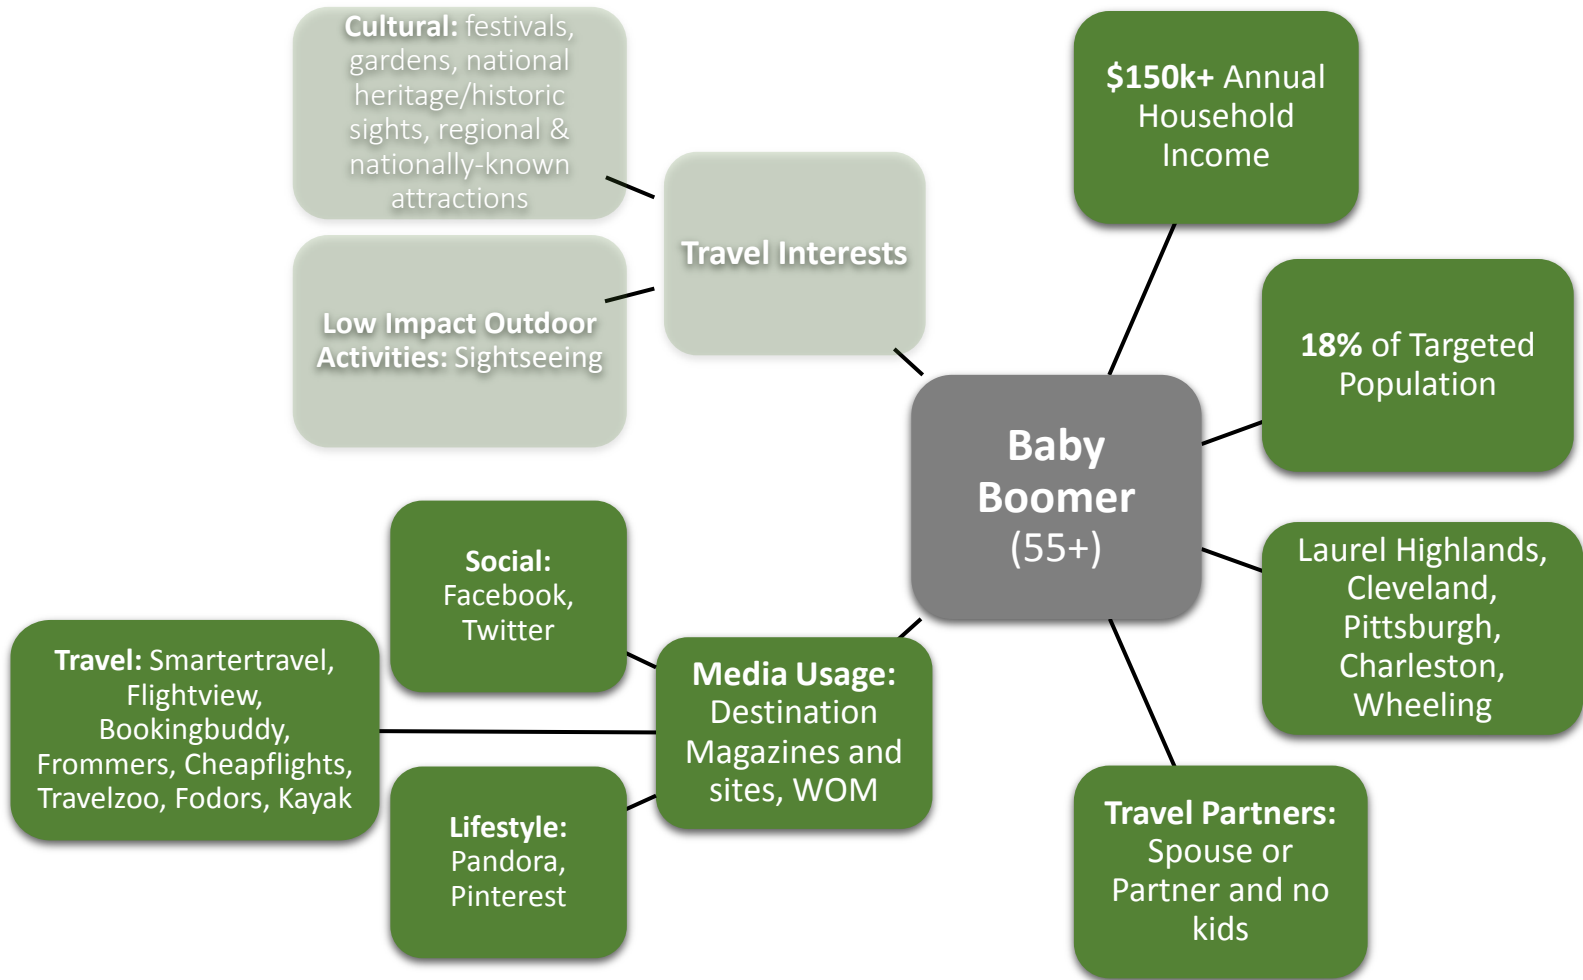 Cultural: festivals,
gardens, national
heritage/historic
sights, regional &
nationally-known
attractions
Travel Interests
Low Impact Outdoor
Activities: Sightseeing
$150k+ Annual
Household
Income
18% of Targeted
Population
Baby
Boomer
(55+)
Laurel Highlands,
Cleveland,
Pittsburgh,
Charleston,
Wheeling
Social:
Facebook,
Twitter
Travel: Smartertravel,
Flightview,
Bookingbuddy,
Frommers, Cheapflights,
Travelzoo, Fodors, Kayak
Media Usage:
Destination
Magazines and
sites, WOM
Lifestyle:
Pandora,
Pinterest
Travel Partners:
Spouse or
Partner and no
kids